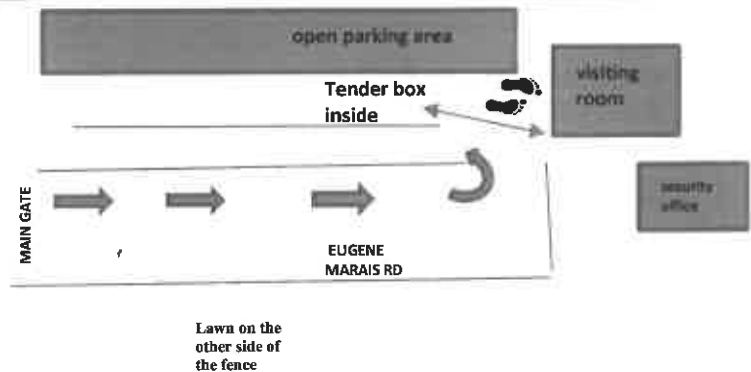 open parking area
visiting
room
Tender box
inside
security
office
MAIN GATE
EUGENE
MARAIS RD
Lawn on the
other side of
the fence